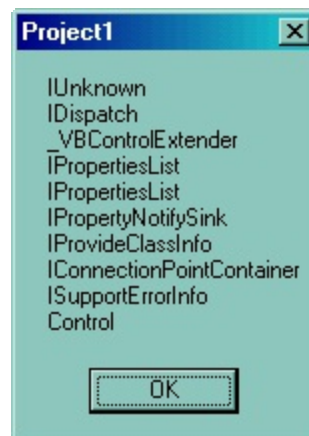 Project1
IUnknown
IDispatch
_VBControlExtender
IPropertiesList
IPropertiesList
IPropertyNotifySink
IProvideClassInfo
IConnectionPointContainer
ISupportErrorInfo
Control
OK